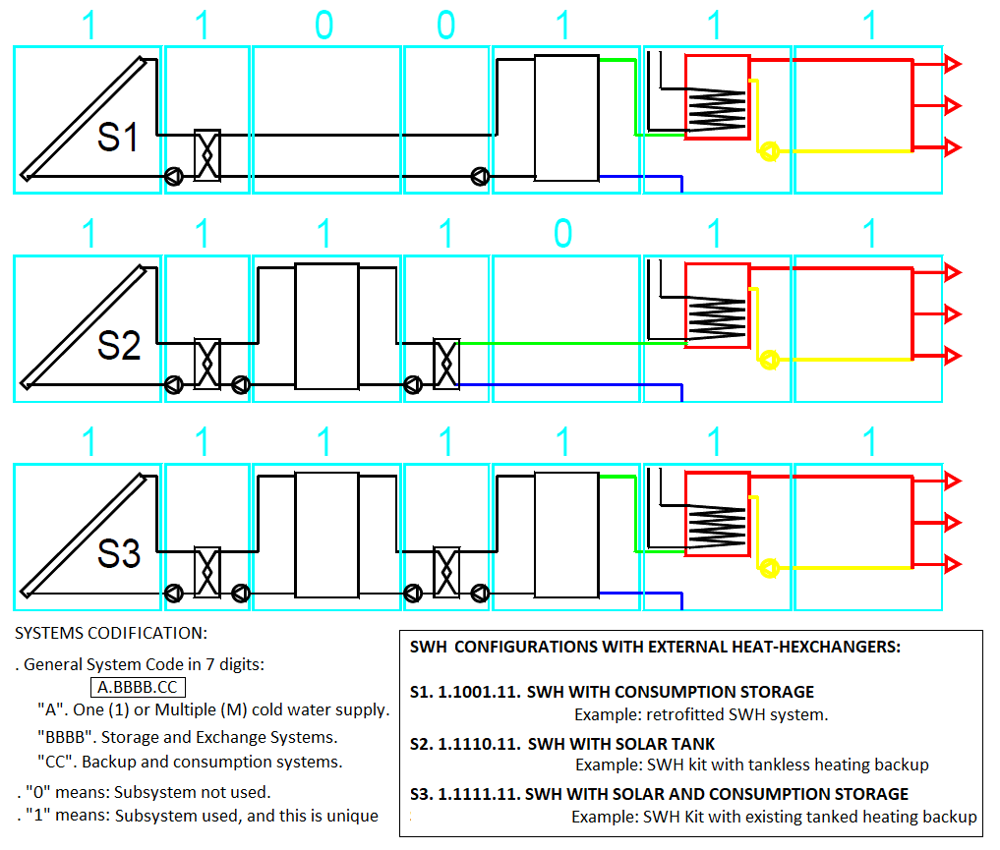 1 1 0 0 1 1 1
S1
1 1 1 1 0 1 1
S2
1 1 1 1 1 1 1
S3
SYSTEMS CODIFICATION:
. General System Code in 7 digits:
A.BBBB.CC
"A". One (1) or Multiple (M) cold water supply.
"BBBB". Storage and Exchange Systems.
"CC". Backup and consumption systems.
. "0" means: Subsystem not used.
. "1" means: Subsystem used, and this is unique
SWH CONFIGURATIONS WITH EXTERNAL HEAT-HEXCHANGERS:
S1. 1.1001.11. SWH WITH CONSUMPTION STORAGE
Example: retrofitted SWH system.
S2. 1.1110.11. SWH WITH SOLAR TANK
Example: SWH kit with tankless heating backup
S3. 1.1111.11. SWH WITH SOLAR AND CONSUMPTION STORAGE
Example: SWH Kit with existing tanked heating backup